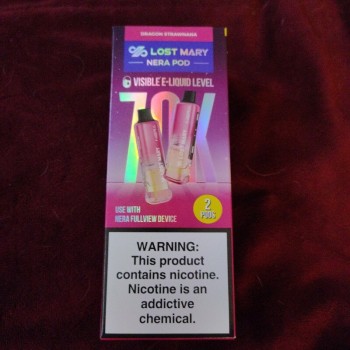 DRAGON STRAWNANA
LOST MARY
NERA POD
VISIBLE E-LIQUID LEVEL
70K
USE WITH
NERA FULLVIEW DEVICE
2
PODS
WARNING:
This product
contains nicotine.
Nicotine is an
addictive
chemical.